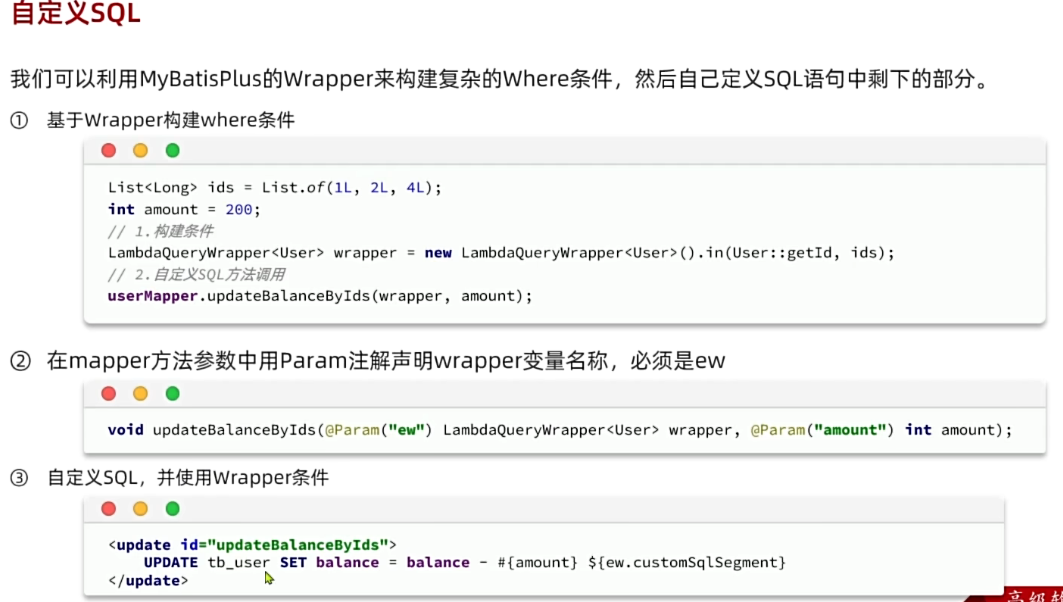 自定义SQL
我们可以利用MyBatisPlus的Wrapper来构建复杂的Where条件，然后自己定义SQL语句中剩下的部分。
① 基于Wrapper构建where条件
List<Long> ids = List.of(1L, 2L, 4L);
int amount = 200;
// 1.构建条件
LambdaQueryWrapper<User> wrapper = new LambdaQueryWrapper<User>().in(User::getId, ids);
// 2.自定义SQL方法调用
userMapper.updateBalanceByIds(wrapper, amount);
② 在mapper方法参数中用Param注解声明wrapper变量名称，必须是ew
void updateBalanceByIds(@Param("ew") LambdaQueryWrapper<User> wrapper, @Param("amount") int amount);
③ 自定义SQL，并使用Wrapper条件
<update id="updateBalanceByIds">
UPDATE tb_user SET balance = balance - #{amount} ${ew.customSqlSegment}
</update>
高级